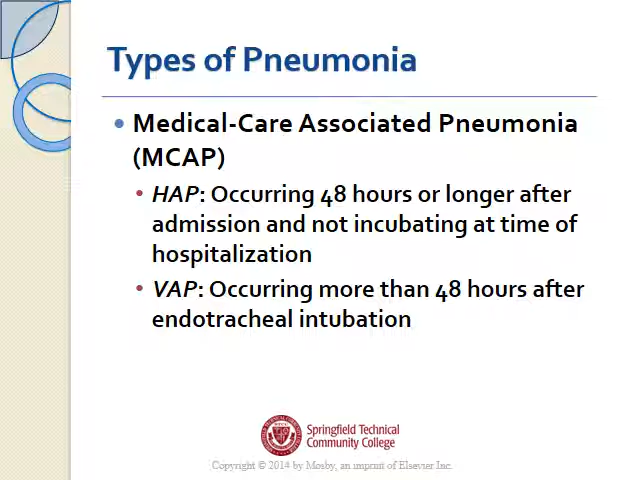 Types of Pneumonia
Medical-Care Associated Pneumonia
(MCAP)
HAP: Occurring 48 hours or longer after
admission and not incubating at time of
hospitalization
VAP: Occurring more than 48 hours after
endotracheal intubation
Springfield Technical
Community College
Copyright © 2014 by Mosby, an imprint of Elsevier Inc.